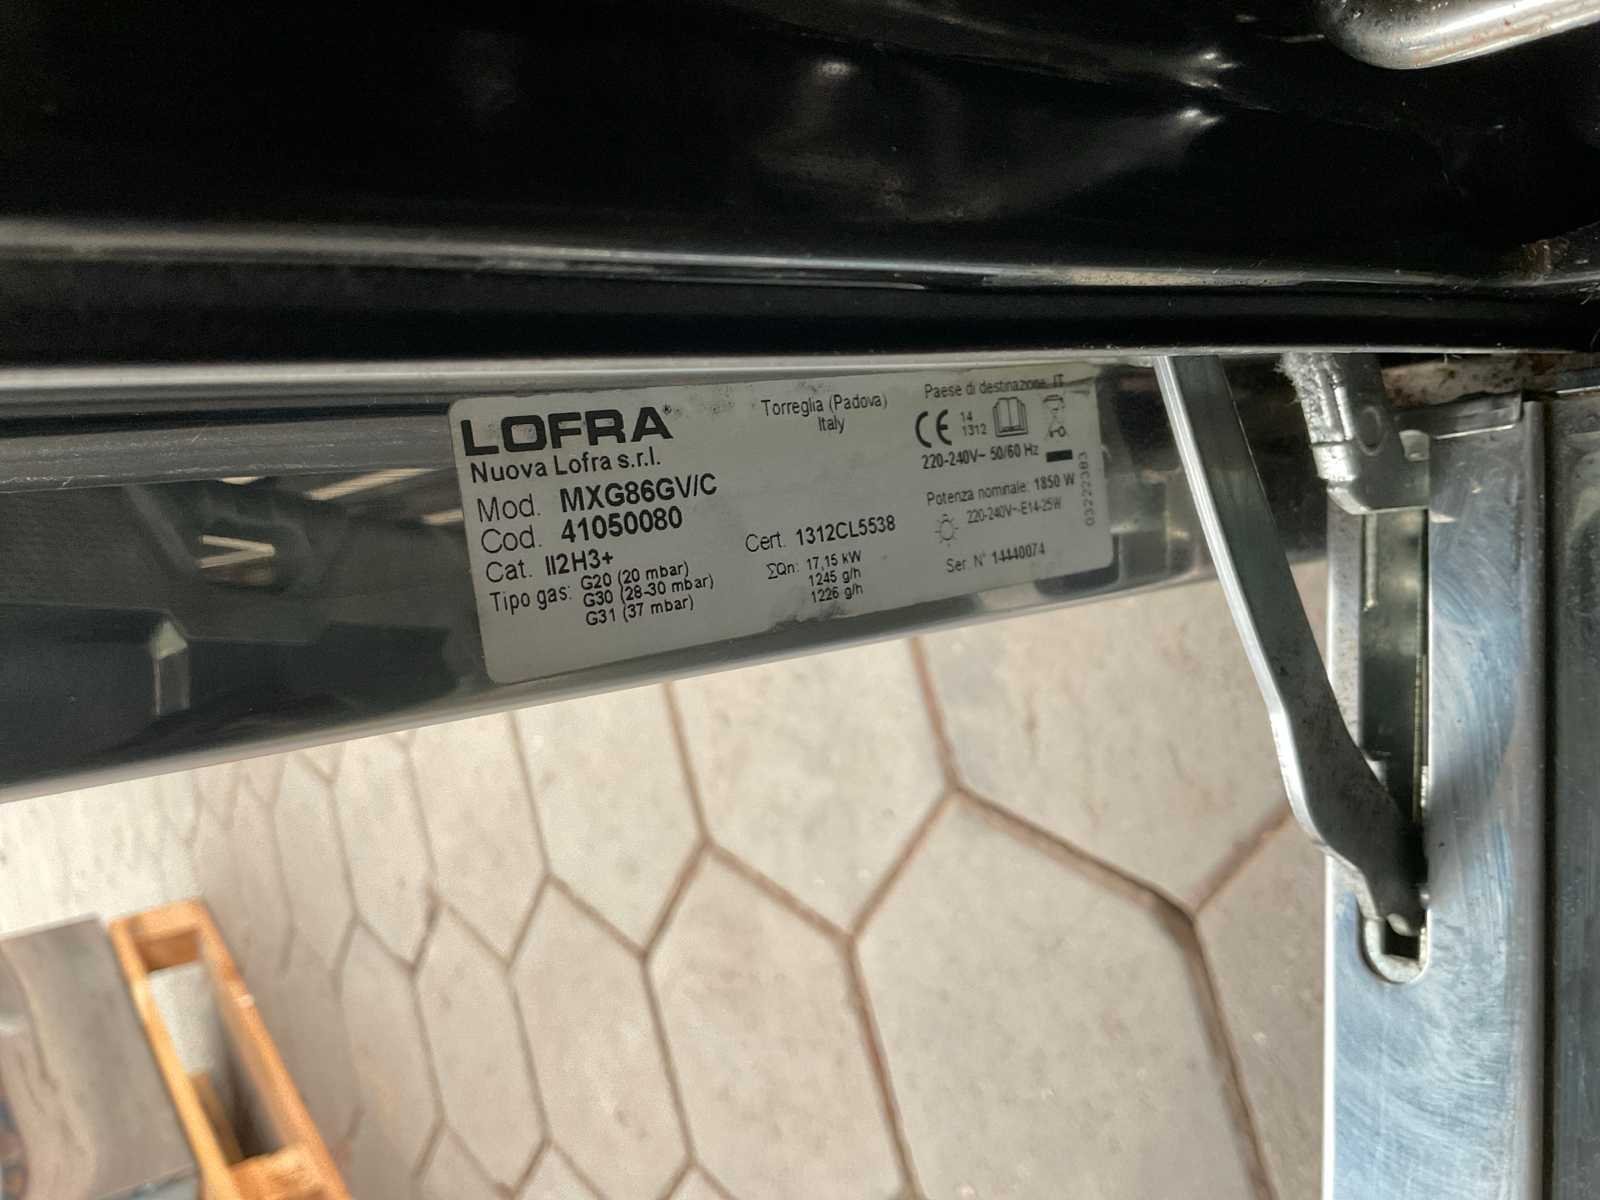 LOFRA®
Nuova Lofra s.r.l.
Mod. MXG86GV/C
Cod. 41050080
Cat. II2H3+
Tipo gas: G20 (20 mbar)
G30 (28-30 mbar)
G31 (37 mbar)
Torreglia (Padova)
Italy
Cert. 1312CL5538
ΣQn: 17,15 kW
1245 g/h
1226 g/h
Paese di destinazione IT
CE 14
1312
220-240V~ 50/60 Hz
Potenza nominale: 1850 W
220-240V~-E14-25W
Ser. N° 14440074
03222383